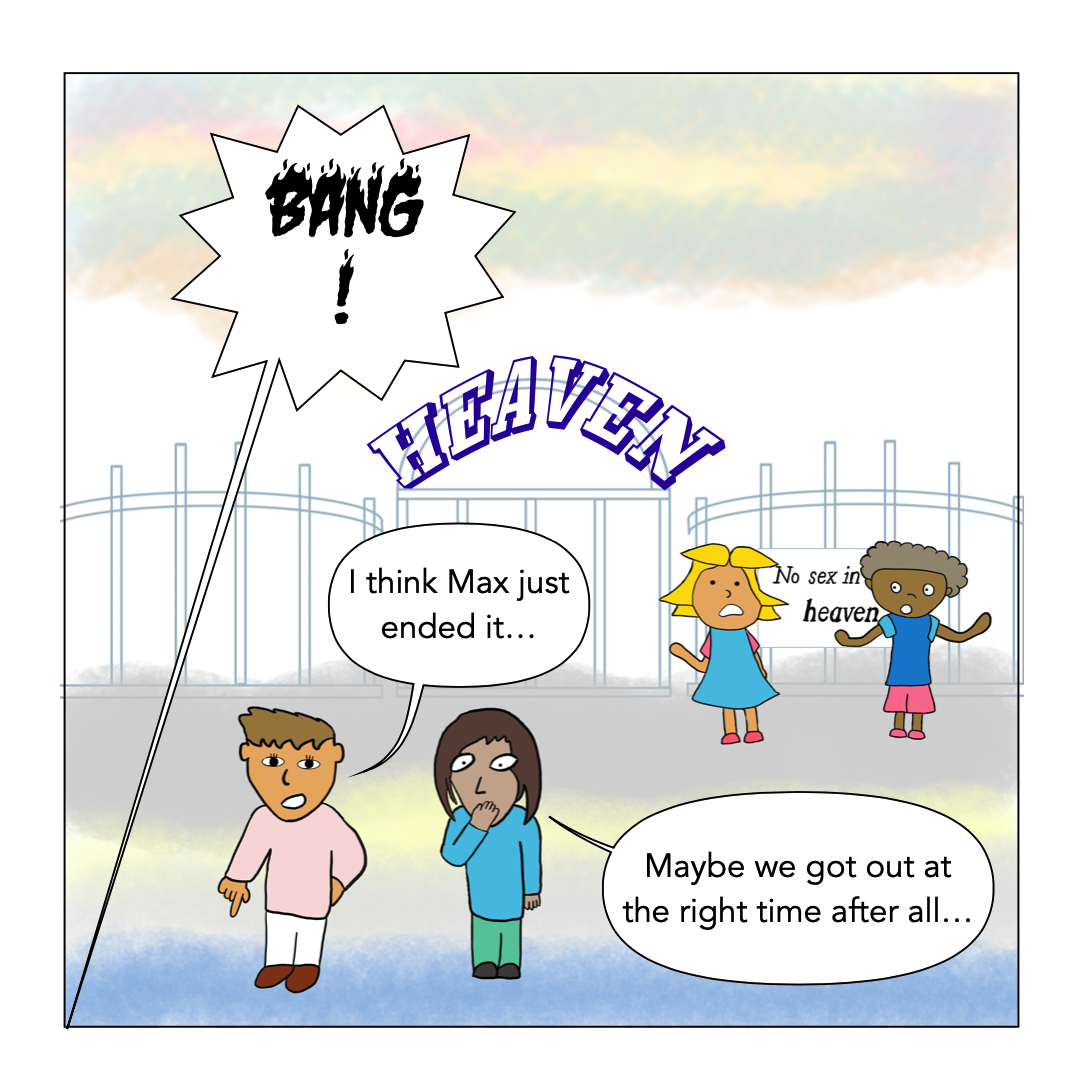 BANG
!
HEAVEN
I think Max just
ended it...
No sex in
heaven
Maybe we got out at
the right time after all...